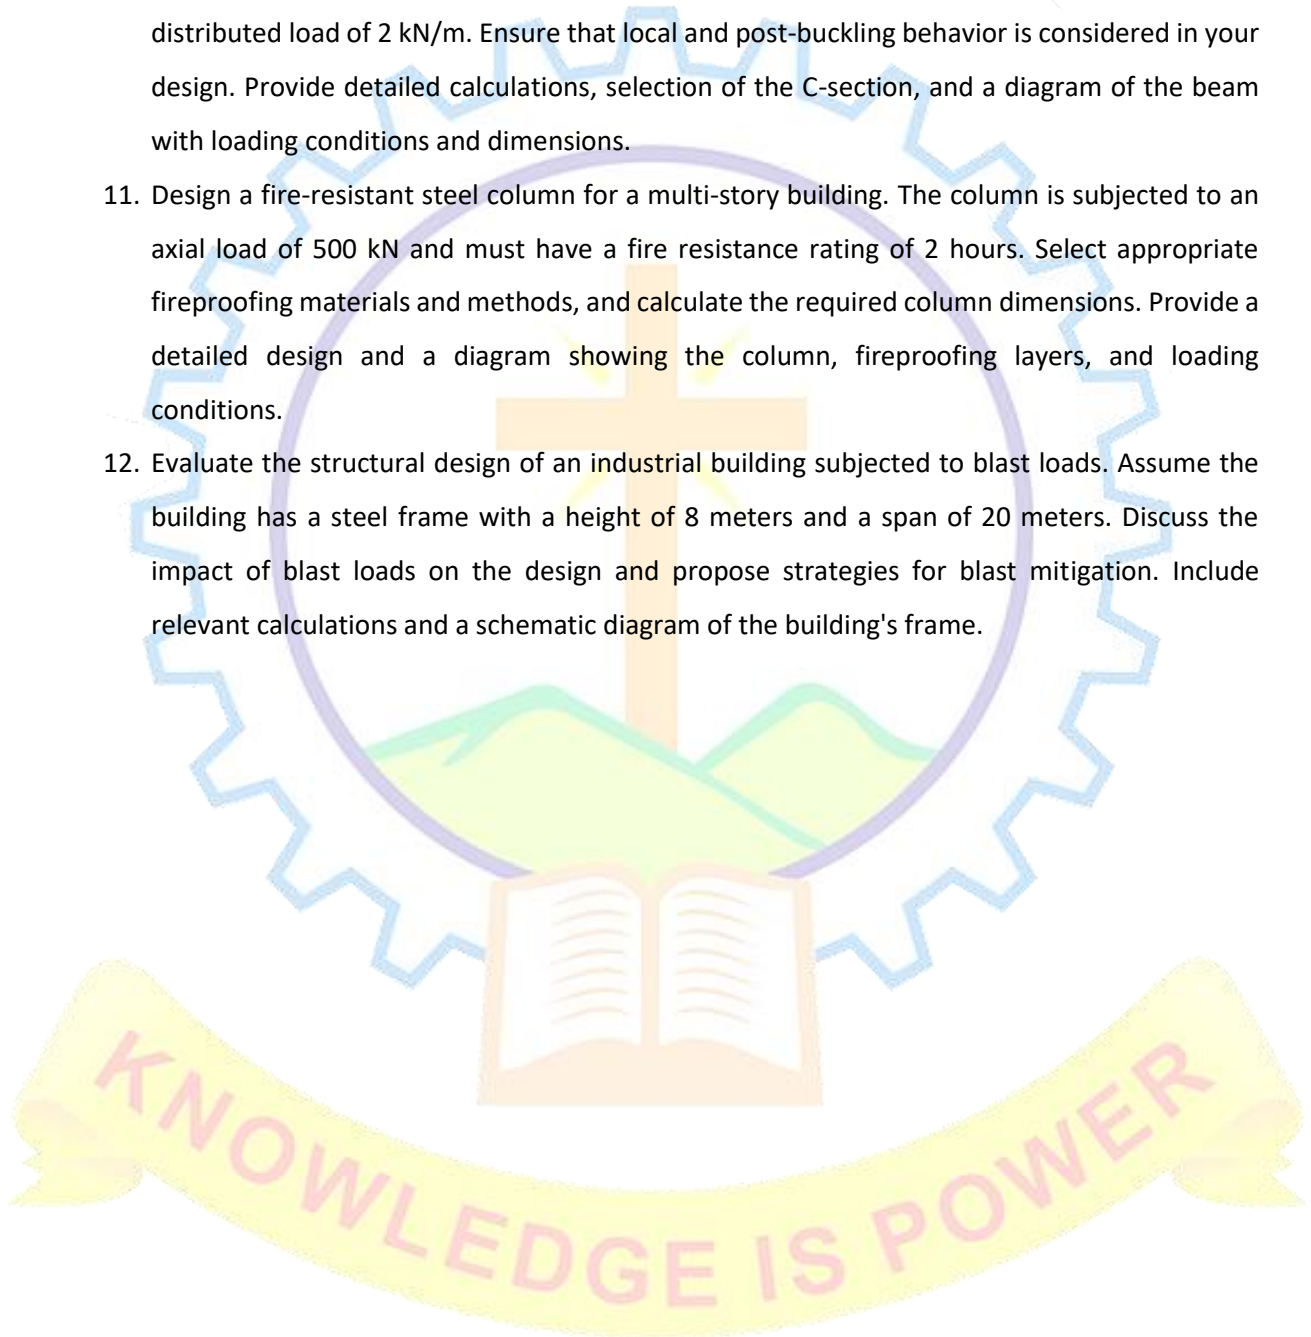 distributed load of 2 kN/m. Ensure that local and post-buckling behavior is considered in your
design. Provide detailed calculations, selection of the C-section, and a diagram of the beam
with loading conditions and dimensions.
11. Design a fire-resistant steel column for a multi-story building. The column is subjected to an
axial load of 500 kN and must have a fire resistance rating of 2 hours. Select appropriate
fireproofing materials and methods, and calculate the required column dimensions. Provide a
detailed design and a diagram showing the column, fireproofing layers, and loading
conditions.
12. Evaluate the structural design of an industrial building subjected to blast loads. Assume the
building has a steel frame with a height of 8 meters and a span of 20 meters. Discuss the
impact of blast loads on the design and propose strategies for blast mitigation. Include
relevant calculations and a schematic diagram of the building's frame.
KNOWLEDGE IS POWER